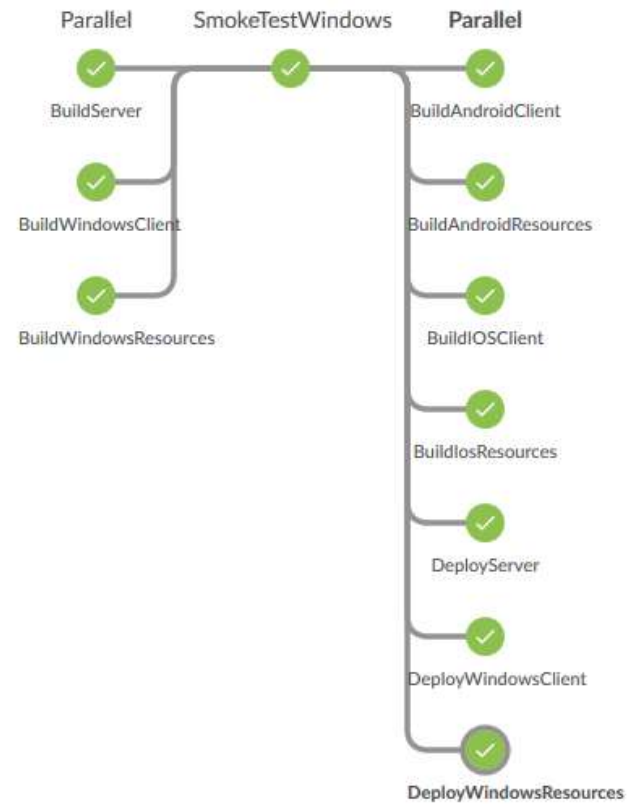 Parallel
SmokeTestWindows
Parallel
BuildServer
BuildWindowsClient
BuildWindowsResources
BuildAndroidClient
BuildAndroidResources
BuildIOSClient
BuildIosResources
DeployServer
DeployWindowsClient
DeployWindowsResources